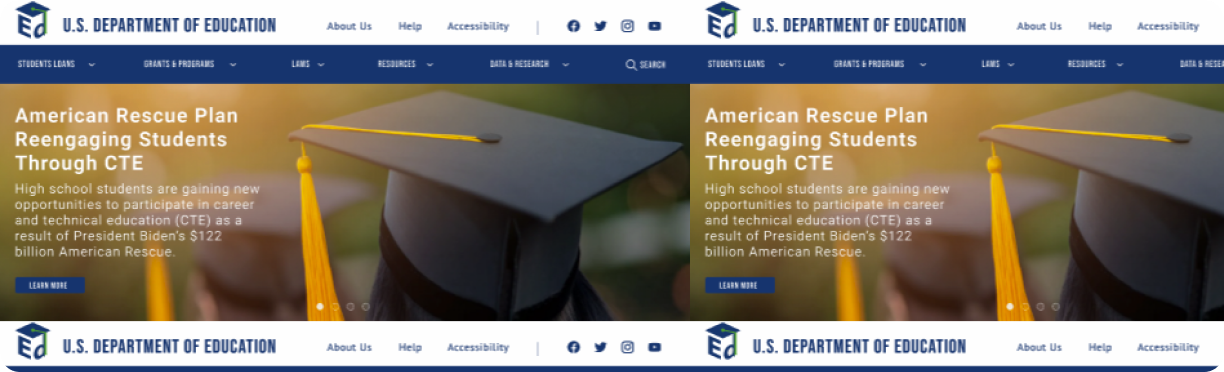 Ed U.S. DEPARTMENT OF EDUCATION About Us Help Accessibility
Ed U.S. DEPARTMENT OF EDUCATION About Us Help Accessibility
STUDENTS LOANS GRANTS & PROGRAMS LAWS RESOURCES DATA & RESEARCH SEARCH
STUDENTS LOANS GRANTS & PROGRAMS LAWS RESOURCES DATA & RESEA
American Rescue Plan
Reengaging Students
Through CTE
High school students are gaining new
opportunities to participate in career
and technical education (CTE) as a
result of President Biden's $122
billion American Rescue.
LEARN MORE
American Rescue Plan
Reengaging Students
Through CTE
High school students are gaining new
opportunities to participate in career
and technical education (CTE) as a
result of President Biden's $122
billion American Rescue.
LEARN MORE
Ed U.S. DEPARTMENT OF EDUCATION About Us Help Accessibility
Ed U.S. DEPARTMENT OF EDUCATION About Us Help Accessibility